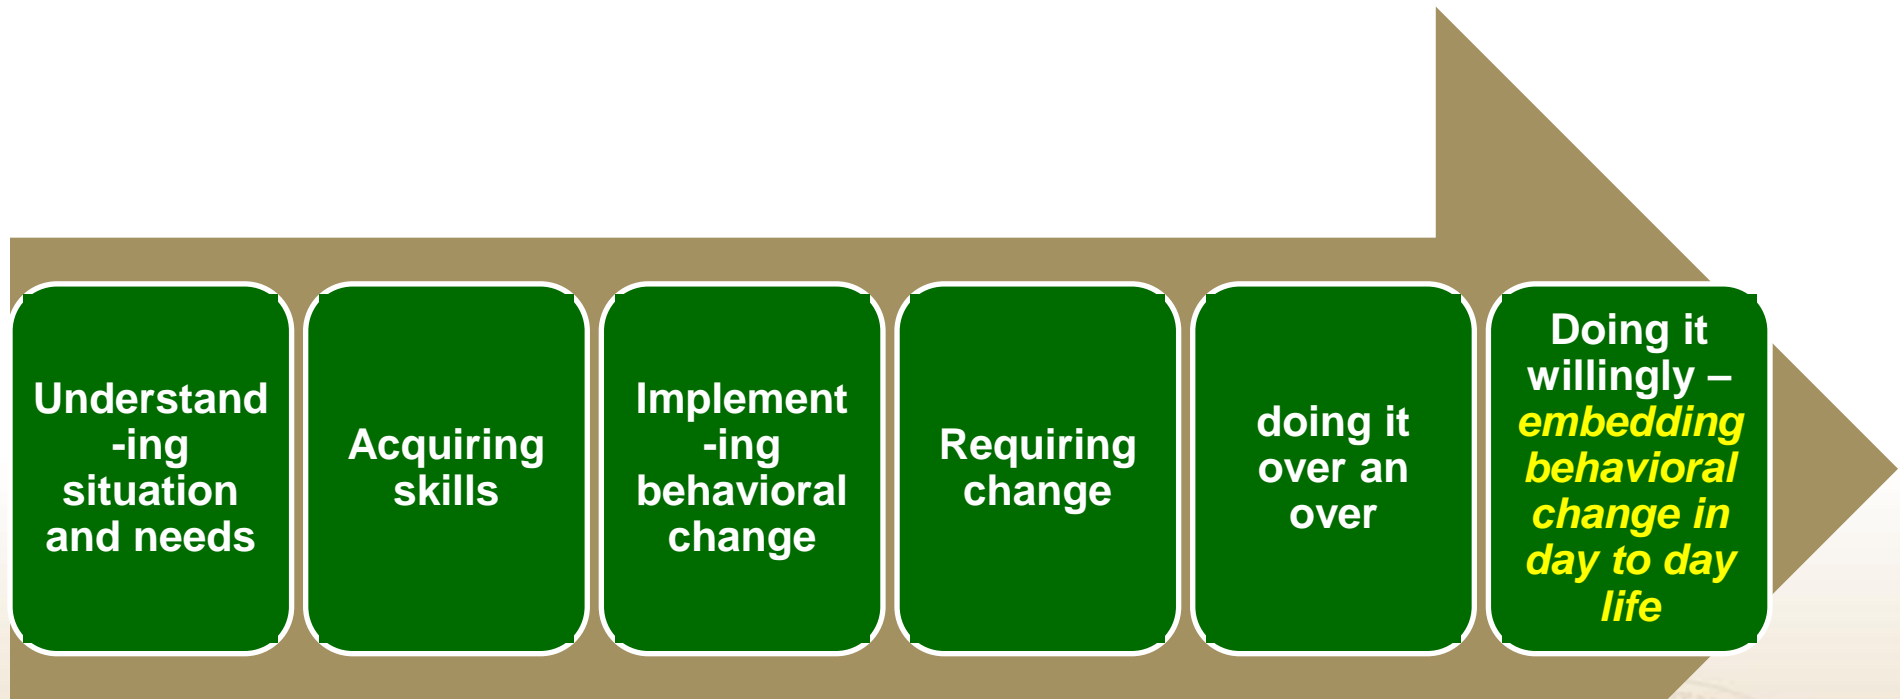 Understand
-ing
situation
and needs
Acquiring
skills
Implement
-ing
behavioral
change
Requiring
change
doing it
over an
over
Doing it
willingly –
embedding
behavioral
change in
day to day
life